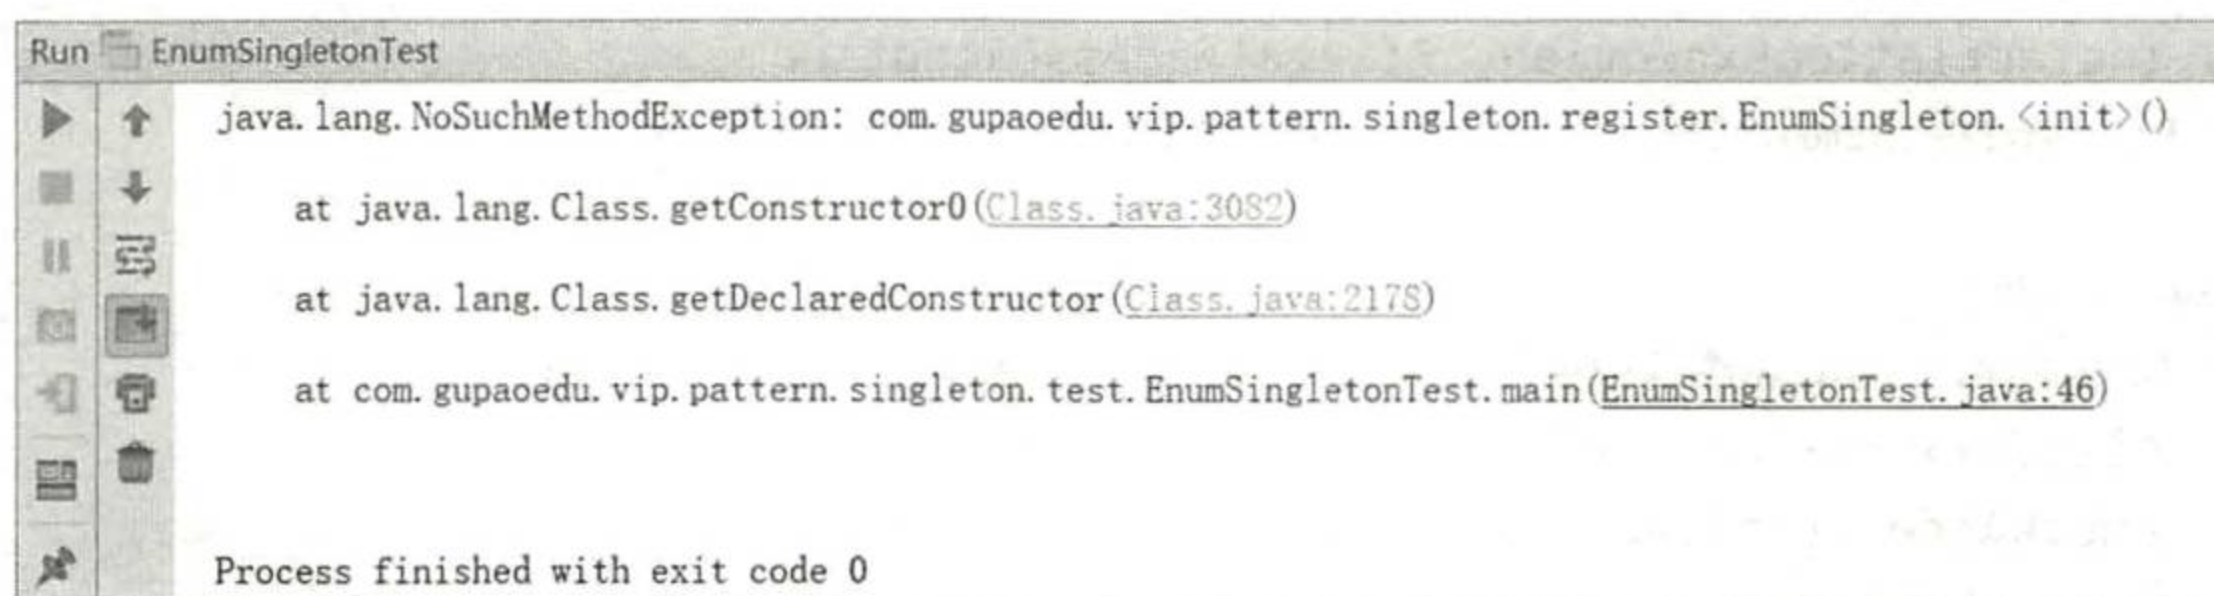 Run EnumSingletonTest
java.lang.NoSuchMethodException: com.gupaoedu.vip.pattern.singleton.register.EnumSingleton.<init>()
at java.lang.Class.getConstructor0(Class.java:3082)
at java.lang.Class.getDeclaredConstructor(Class.java:2178)
at com.gupaoedu.vip.pattern.singleton.test.EnumSingletonTest.main(EnumSingletonTest.java:46)
Process finished with exit code 0